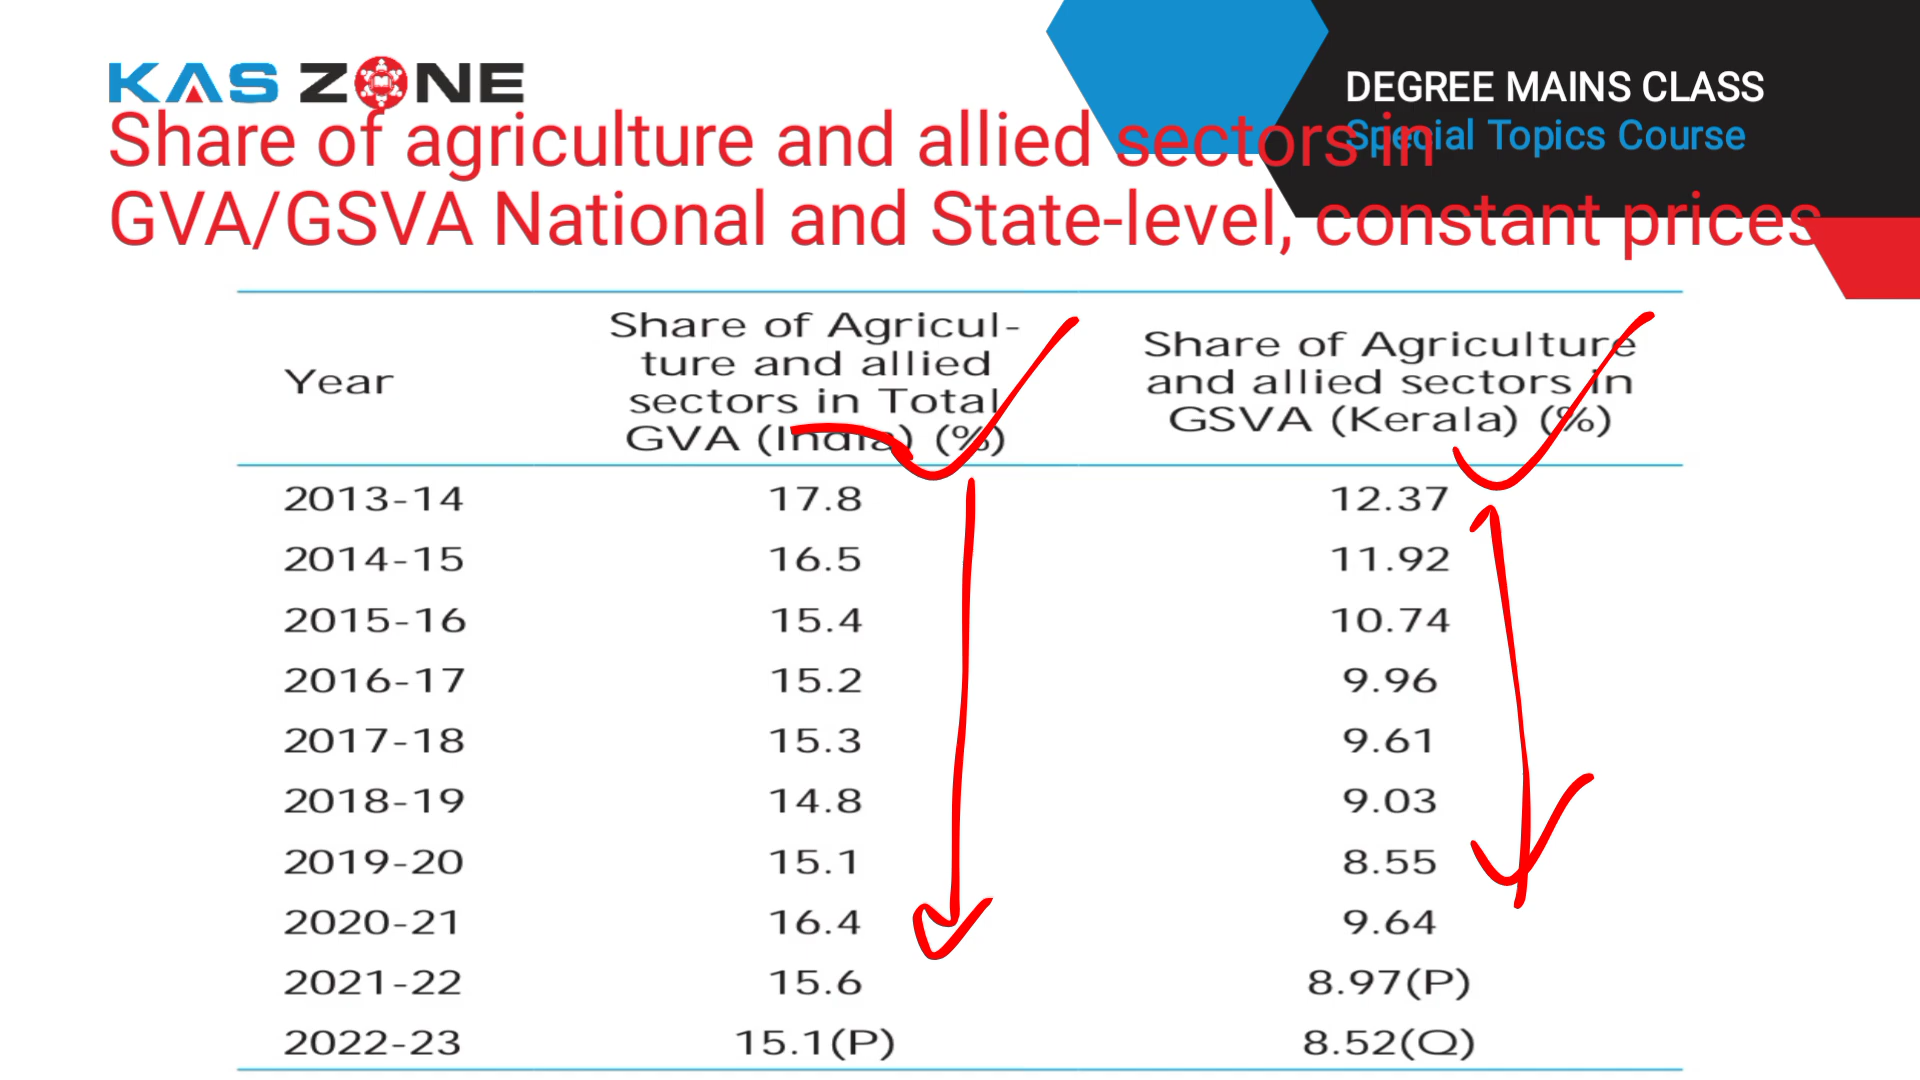 KAS ZONE
DEGREE MAINS CLASS
Special Topics Course
Share of agriculture and allied sectors in
GVA/GSVA National and State-level, constant prices
Year
Share of Agricul-
ture and allied
sectors in Total
GVA (India) (%)
Share of Agriculture
and allied sectors in
GSVA (Kerala) (%)
2013-14 17.8 12.37
2014-15 16.5 11.92
2015-16 15.4 10.74
2016-17 15.2 9.96
2017-18 15.3 9.61
2018-19 14.8 9.03
2019-20 15.1 8.55
2020-21 16.4 9.64
2021-22 15.6 8.97(P)
2022-23 15.1(P) 8.52(Q)